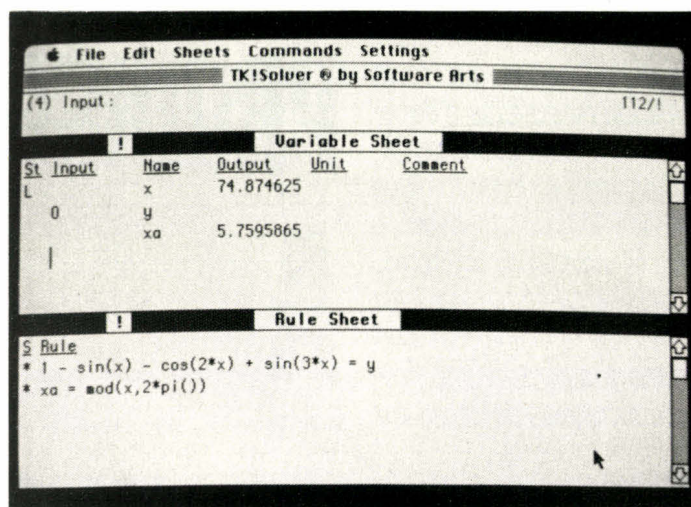 File Edit Sheets Commands Settings
TK!Solver ® by Software Arts
(4) Input: 112/!
! Variable Sheet
St Input Name Output Unit Comment
L x 74.874625
0 y
xa 5.7595865
! Rule Sheet
S Rule
* 1 - sin(x) - cos(2*x) + sin(3*x) = y
* xa = mod(x,2*pi())